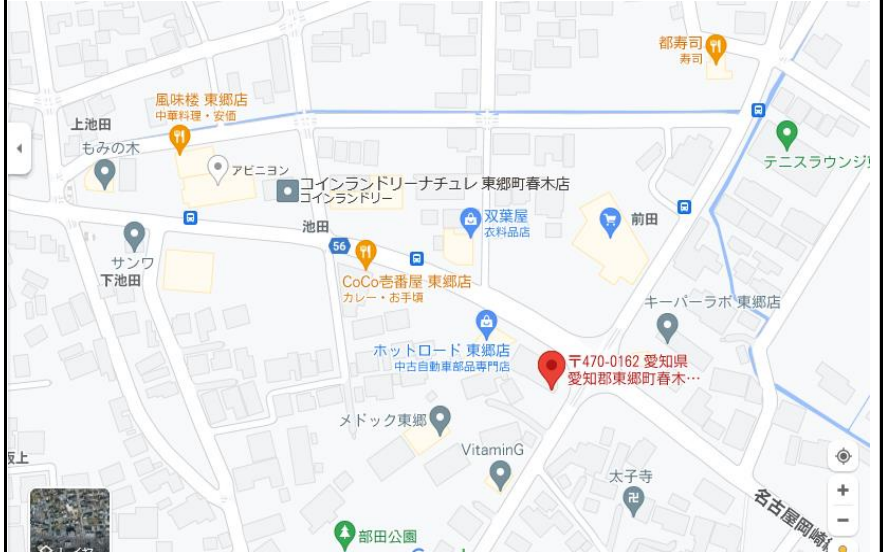 都寿司
寿司
風味楼 東郷店
中華料理・安価
上池田
もみの木
テニスラウンジ
アビニヨン
コインランドリーナチュレ 東郷町春木店
コインランドリー
双葉屋
衣料品店
前田
池田
56
サンワ
下池田
CoCo壱番屋 東郷店
カレー・お手頃
キーパーラボ 東郷店
ホットロード 東郷店
中古自動車部品専門店
〒470-0162 愛知県
愛知郡東郷町春木…
メドック東郷
VitaminG
坂上
太子寺
名古屋岡崎
部田公園